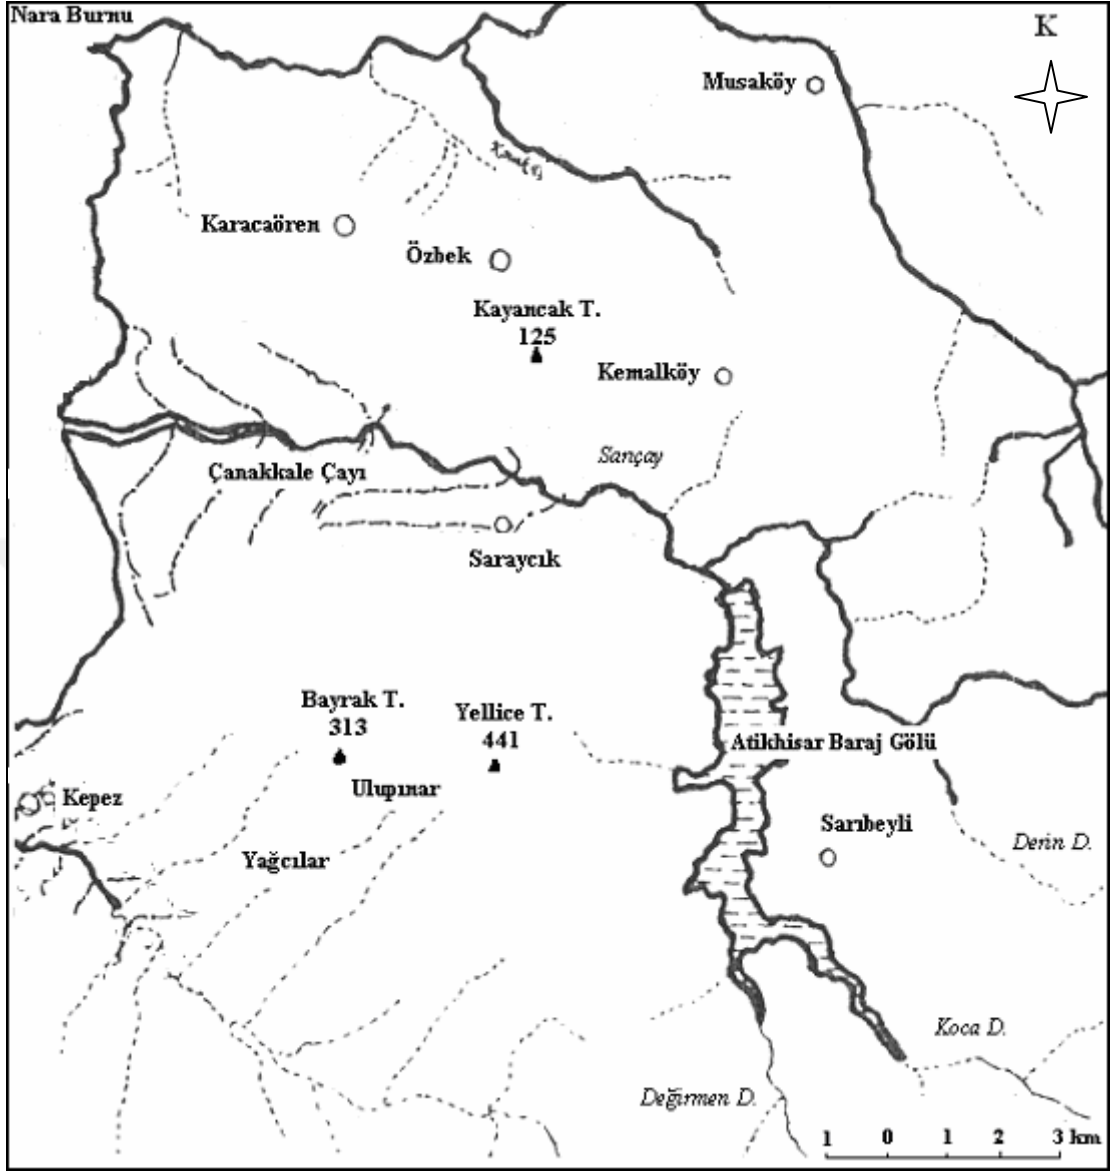 Nara Burnu
K
Musaköy
Karacaören
Özbek
Kayancak T.
125
Kemalköy
Sarıçay
Çanakkale Çayı
Saraycık
Bayrak T.
313
Yellice T.
441
Atikhisar Baraj Gölü
Ulupınar
Kepez
Sarıbeyli
Derin D.
Yağcılar
Koca D.
Değirmen D.
1 0 1 2 3 km